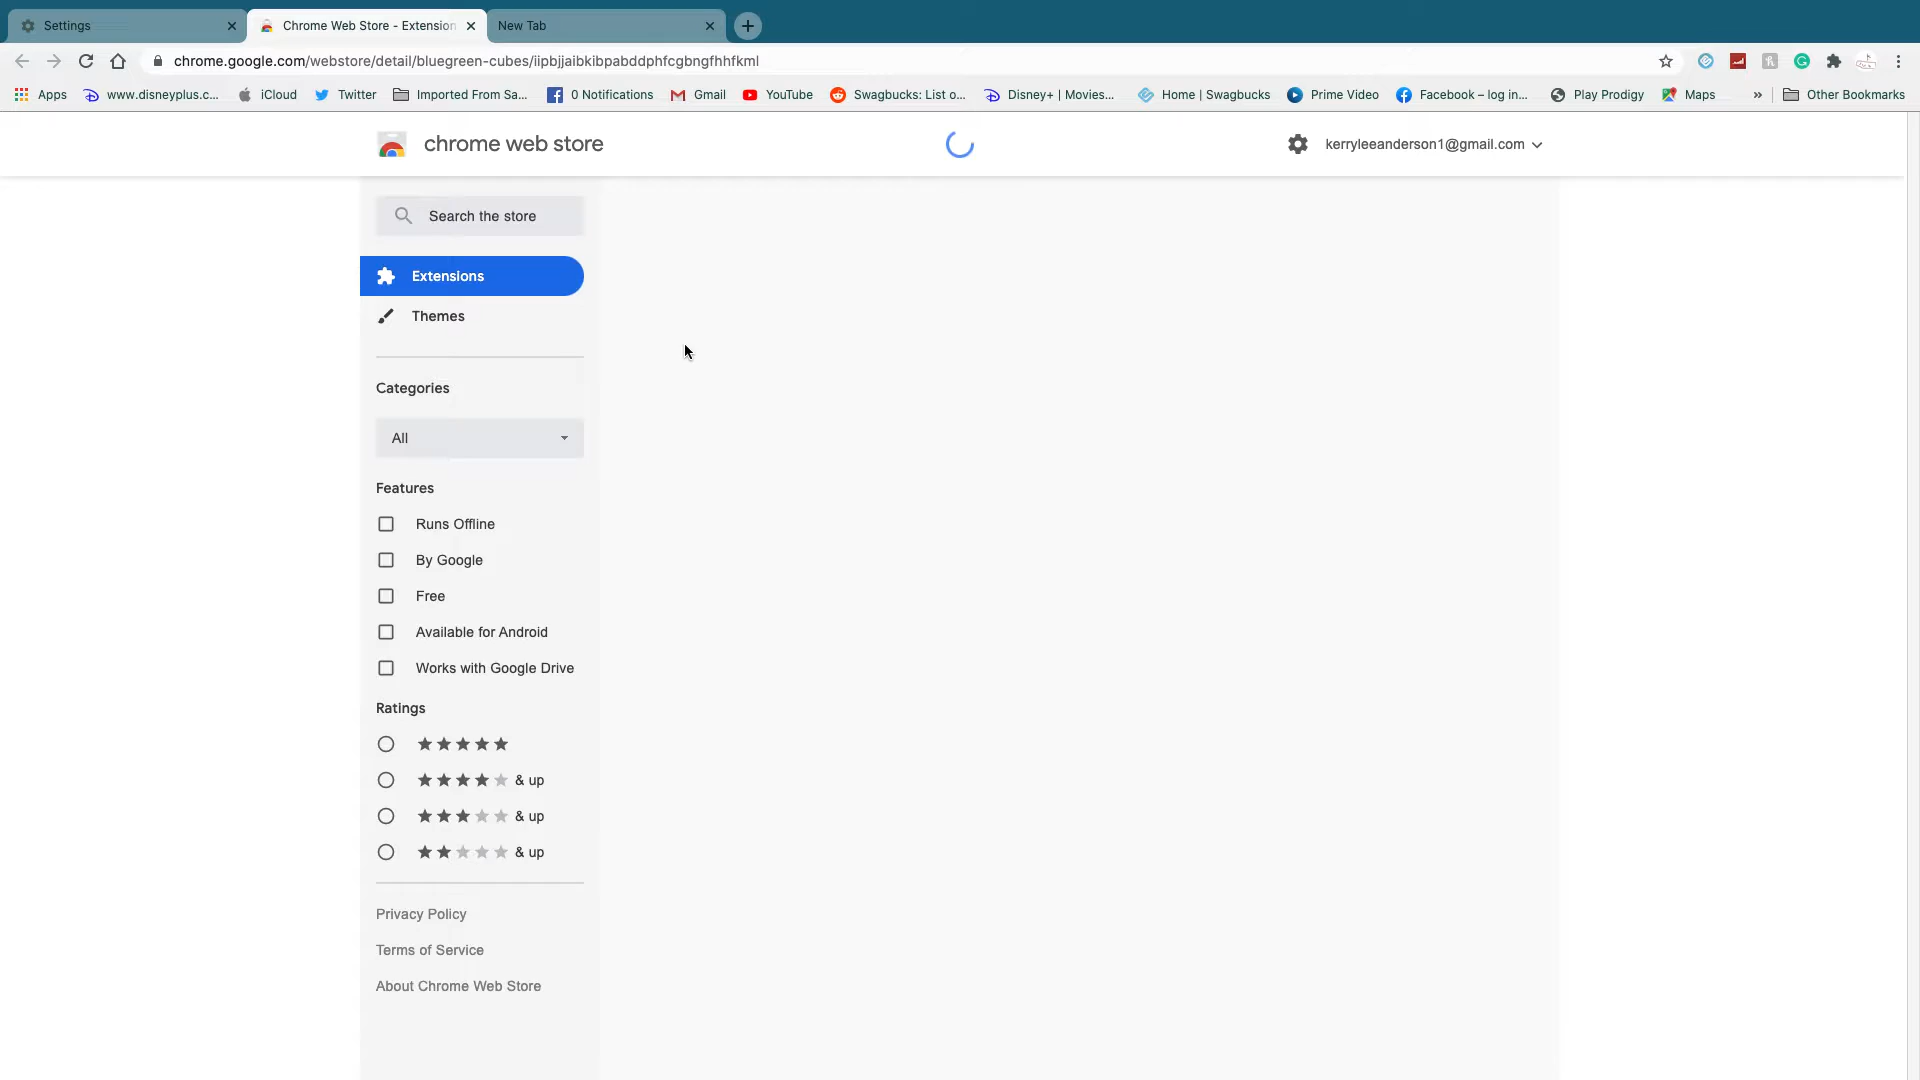 Settings
Chrome Web Store - Extension
New Tab
chrome.google.com/webstore/detail/bluegreen-cubes/iipbjjaibkibpabddphfcgbngfhhfkml
Apps
www.disneyplus.c...
iCloud
Twitter
Imported From Sa...
0 Notifications
Gmail
YouTube
Swagbucks: List o...
Disney+ | Movies...
Home | Swagbucks
Prime Video
Facebook – log in...
Play Prodigy
Maps
»
Other Bookmarks
chrome web store
kerryleeanderson1@gmail.com
Search the store
Extensions
Themes
Categories
All
Features
Runs Offline
By Google
Free
Available for Android
Works with Google Drive
Ratings
& up
& up
& up
Privacy Policy
Terms of Service
About Chrome Web Store